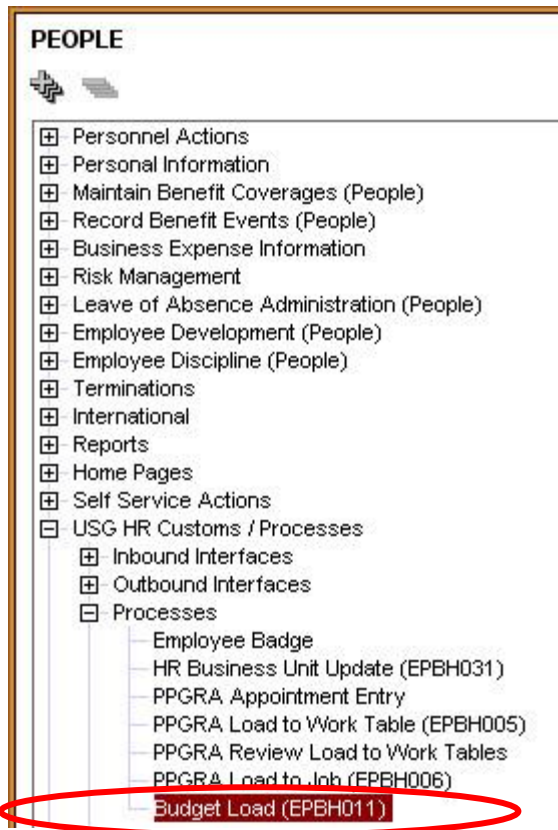 PEOPLE
Personnel Actions
Personal Information
Maintain Benefit Coverages (People)
Record Benefit Events (People)
Business Expense Information
Risk Management
Leave of Absence Administration (People)
Employee Development (People)
Employee Discipline (People)
Terminations
International
Reports
Home Pages
Self Service Actions
USG HR Customs / Processes
Inbound Interfaces
Outbound Interfaces
Processes
Employee Badge
HR Business Unit Update (EPBH031)
PPGRA Appointment Entry
PPGRA Load to Work Table (EPBH005)
PPGRA Review Load to Work Tables
PPGRA Load to Job (EPBH006)
Budget Load (EPBH011)